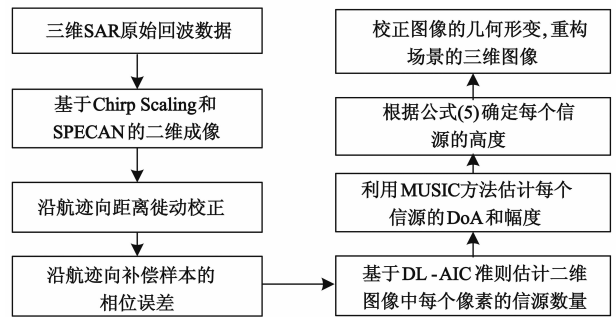 三维SAR原始回波数据
基于Chirp Scaling和
SPECAN的二维成像
沿航迹向距离徙动校正
沿航迹向补偿样本的
相位误差
基于DL-AIC准则估计二维
图像中每个像素的信源数量
利用MUSIC方法估计每个
信源的DoA和幅度
根据公式(5)确定每个信
源的高度
校正图像的几何形变,重构
场景的三维图像